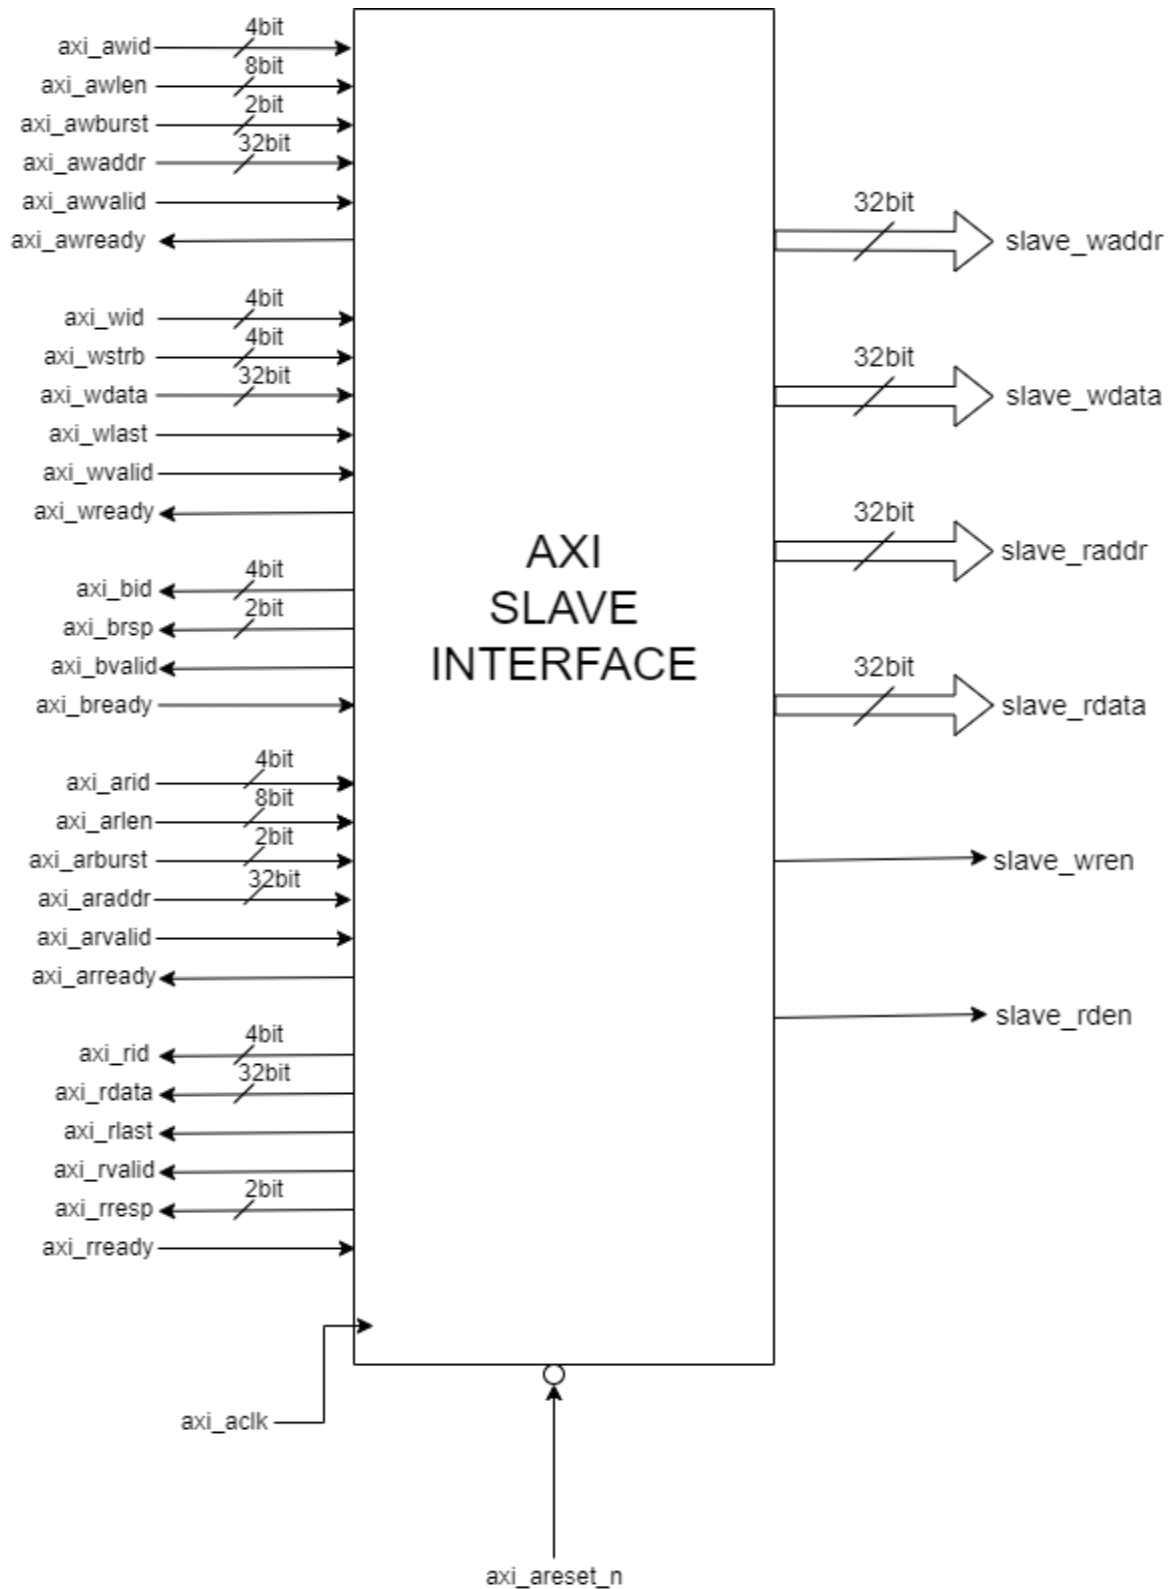 axi_awid 4bit
axi_awlen 8bit
axi_awburst 2bit
axi_awaddr 32bit
axi_awvalid
axi_awready
axi_wid 4bit
axi_wstrb 4bit
axi_wdata 32bit
axi_wlast
axi_wvalid
axi_wready
axi_bid 4bit
axi_brsp 2bit
axi_bvalid
axi_bready
axi_arid 4bit
axi_arlen 8bit
axi_arburst 2bit
axi_araddr 32bit
axi_arvalid
axi_arready
axi_rid 4bit
axi_rdata 32bit
axi_rlast
axi_rvalid
axi_rresp 2bit
axi_rready
axi_aclk
axi_areset_n
AXI
SLAVE
INTERFACE
32bit slave_waddr
32bit slave_wdata
32bit slave_raddr
32bit slave_rdata
slave_wren
slave_rden